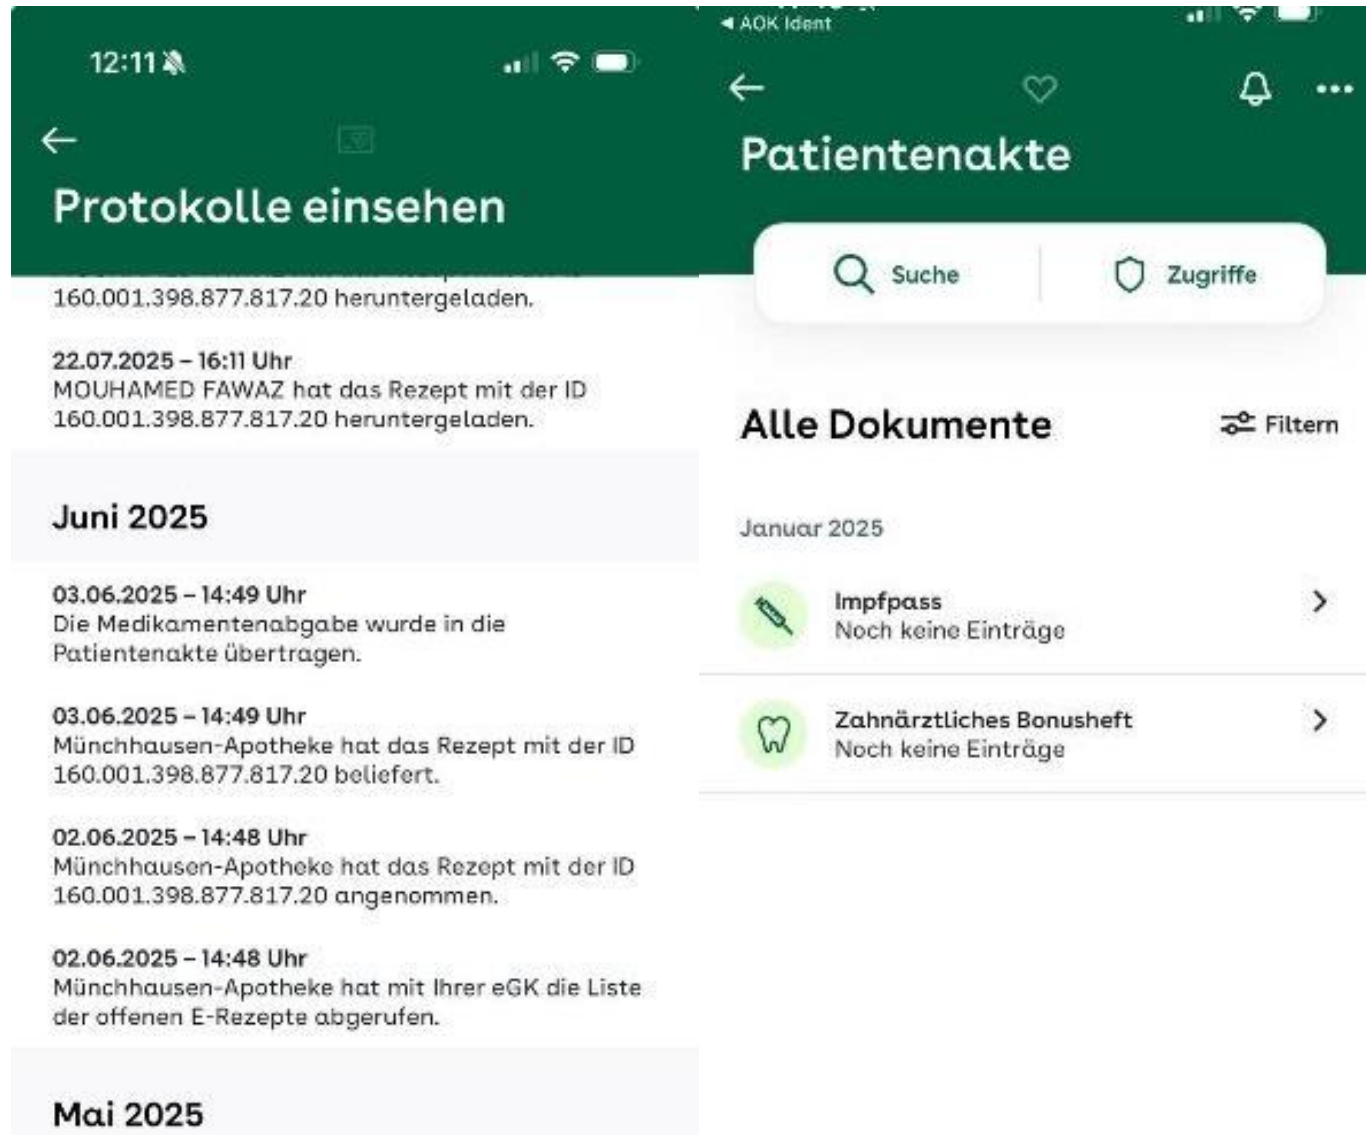 12:11
Protokolle einsehen
160.001.398.877.817.20 heruntergeladen.
22.07.2025 – 16:11 Uhr
MOUHAMED FAWAZ hat das Rezept mit der ID
160.001.398.877.817.20 heruntergeladen.
Juni 2025
03.06.2025 – 14:49 Uhr
Die Medikamentenabgabe wurde in die
Patientenakte übertragen.
03.06.2025 – 14:49 Uhr
Münchhausen-Apotheke hat das Rezept mit der ID
160.001.398.877.817.20 beliefert.
02.06.2025 – 14:48 Uhr
Münchhausen-Apotheke hat das Rezept mit der ID
160.001.398.877.817.20 angenommen.
02.06.2025 – 14:48 Uhr
Münchhausen-Apotheke hat mit Ihrer eGK die Liste
der offenen E-Rezepte abgerufen.
Mai 2025
AOK Ident
Patientenakte
Suche
Zugriffe
Alle Dokumente
Filtern
Januar 2025
Impfpass
Noch keine Einträge
Zahnärztliches Bonusheft
Noch keine Einträge